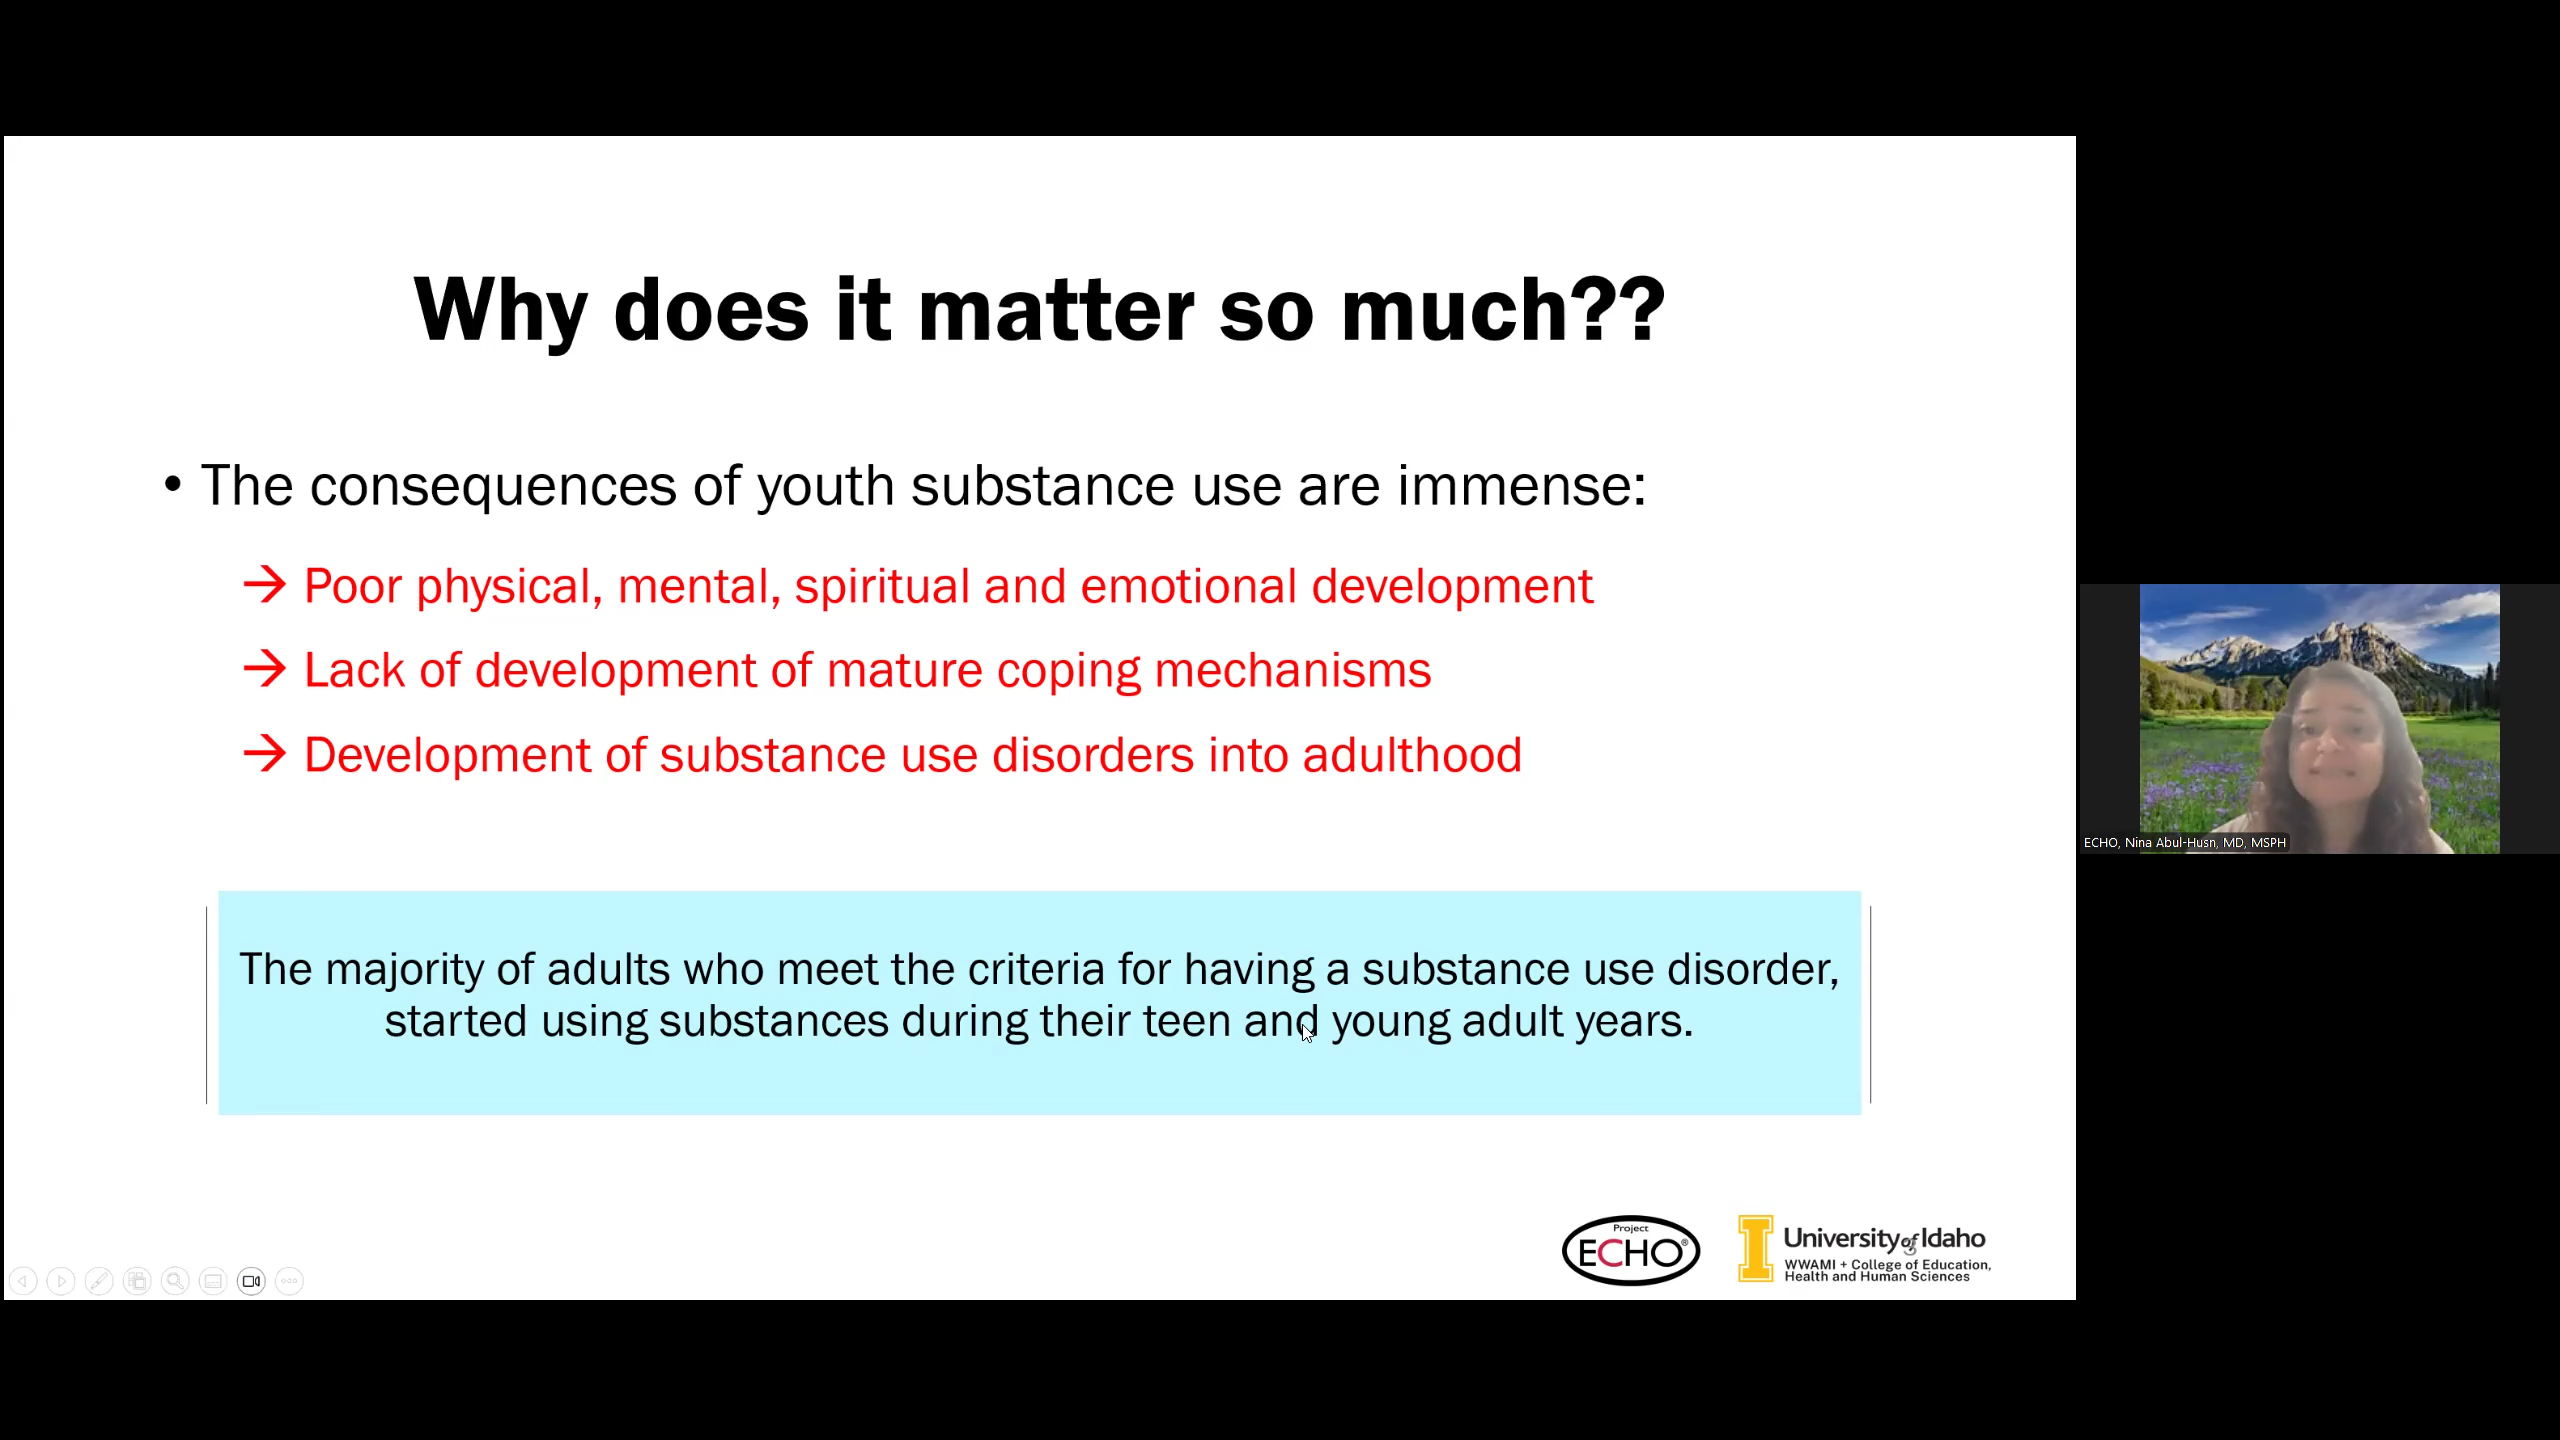 Why does it matter so much??
• The consequences of youth substance use are immense:
→ Poor physical, mental, spiritual and emotional development
→ Lack of development of mature coping mechanisms
→ Development of substance use disorders into adulthood
The majority of adults who meet the criteria for having a substance use disorder,
started using substances during their teen and young adult years.
ECHO, Nina Abul-Husn, MD, MSPH
Project
ECHO®
University of Idaho
WWAMI + College of Education,
Health and Human Sciences